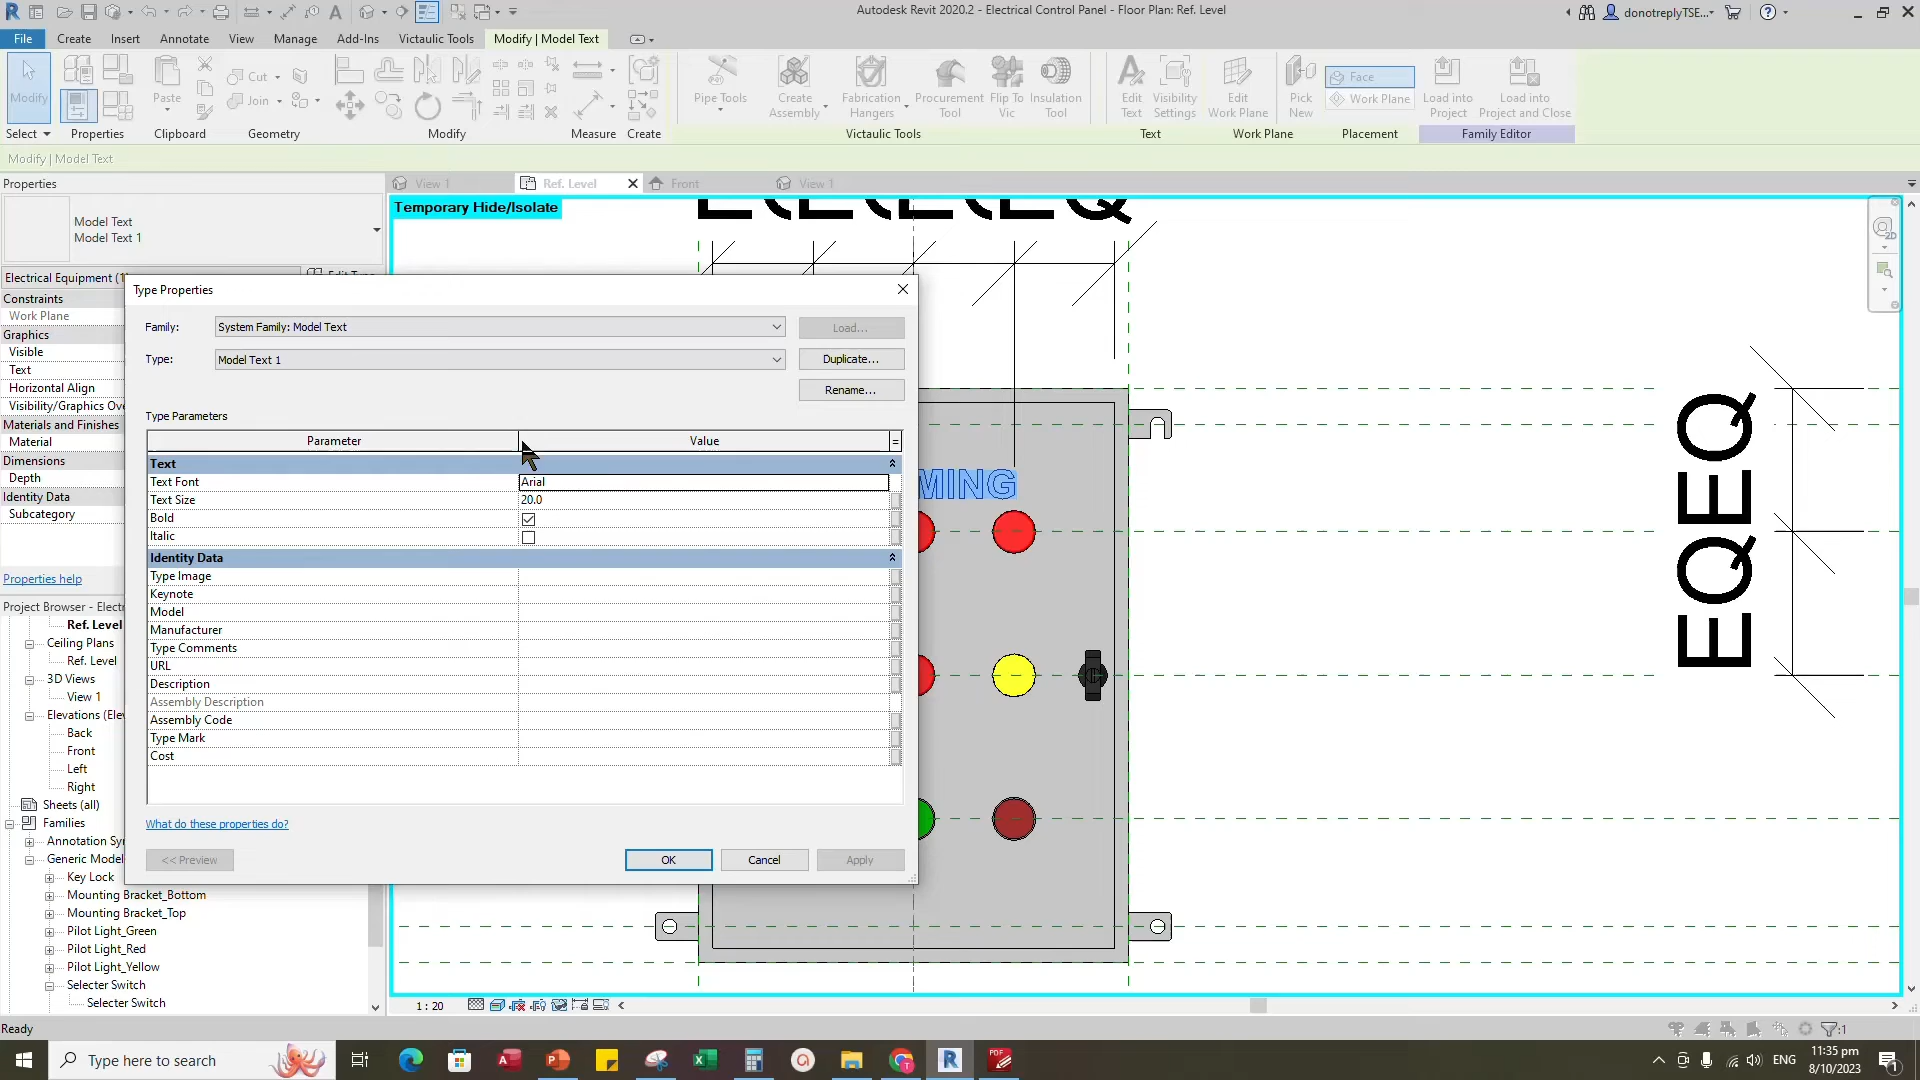 Autodesk Revit 2020.2 - Electrical Control Panel - Floor Plan: Ref. Level
donotreplyTSE...
File
Create
Insert
Annotate
View
Manage
Add-Ins
Victaulic Tools
Modify | Model Text
Modify
Paste
Cut
Join
Pipe Tools
Create
Assembly
Fabrication
Hangers
Procurement
Tool
Flip To
Vic
Insulation
Tool
Edit
Text
Visibility
Settings
Edit
Work Plane
Pick
New
Face
Work Plane
Load into
Project
Load into
Project and Close
Select
Properties
Clipboard
Geometry
Modify
Measure
Create
Victaulic Tools
Text
Work Plane
Placement
Family Editor
Modify | Model Text
Properties
View 1
Ref. Level
Front
View 1
Model Text
Model Text 1
Temporary Hide/Isolate
Electrical Equipment (1
Constraints
Work Plane
Graphics
Visible
Text
Horizontal Align
Visibility/Graphics Ove
Materials and Finishes
Material
Dimensions
Depth
Identity Data
Subcategory
Properties help
Project Browser - Electr
Ref. Level
Ceiling Plans
Ref. Level
3D Views
View 1
Elevations (Elev
Back
Front
Left
Right
Sheets (all)
Families
Annotation Sy
Generic Model
Key Lock
Mounting Bracket_Bottom
Mounting Bracket_Top
Pilot Light_Green
Pilot Light_Red
Pilot Light_Yellow
Selecter Switch
Selecter Switch
Type Properties
Family:
System Family: Model Text
Load...
Type:
Model Text 1
Duplicate...
Rename...
Type Parameters
Parameter
Value
=
Text
Text Font
Arial
Text Size
20.0
Bold
Italic
Identity Data
Type Image
Keynote
Model
Manufacturer
Type Comments
URL
Description
Assembly Description
Assembly Code
Type Mark
Cost
What do these properties do?
<< Preview
OK
Cancel
Apply
MING
EQEQ
2D
1 : 20
Ready
:1
Type here to search
ENG
11:35 pm
8/10/2023